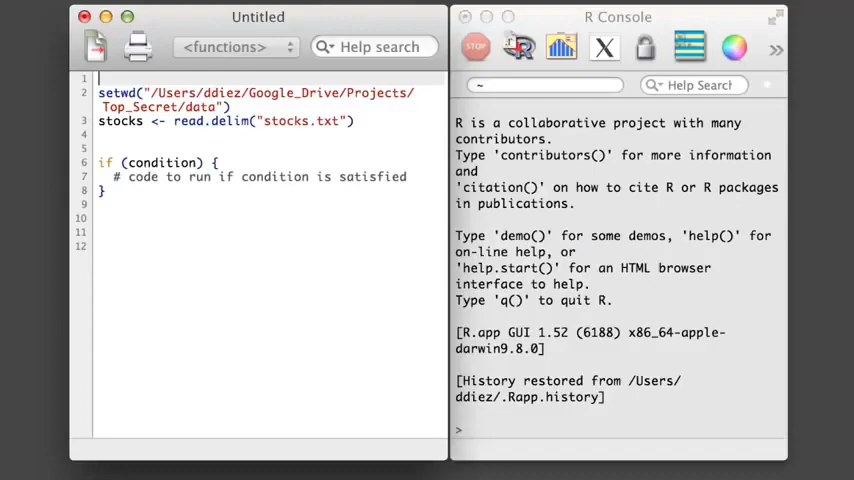 Untitled
<functions>
Help search
1
2
3
4
5
6
7
8
9
10
11
12
setwd("/Users/ddiez/Google_Drive/Projects/
Top_Secret/data")
stocks <- read.delim("stocks.txt")
if (condition) {
# code to run if condition is satisfied
}
R Console
STOP
R
X
~
Help Search
R is a collaborative project with many
contributors.
Type 'contributors()' for more information
and
'citation()' on how to cite R or R packages
in publications.
Type 'demo()' for some demos, 'help()' for
on-line help, or
'help.start()' for an HTML browser
interface to help.
Type 'q()' to quit R.
[R.app GUI 1.52 (6188) x86_64-apple-
darwin9.8.0]
[History restored from /Users/
ddiez/.Rapp.history]
>